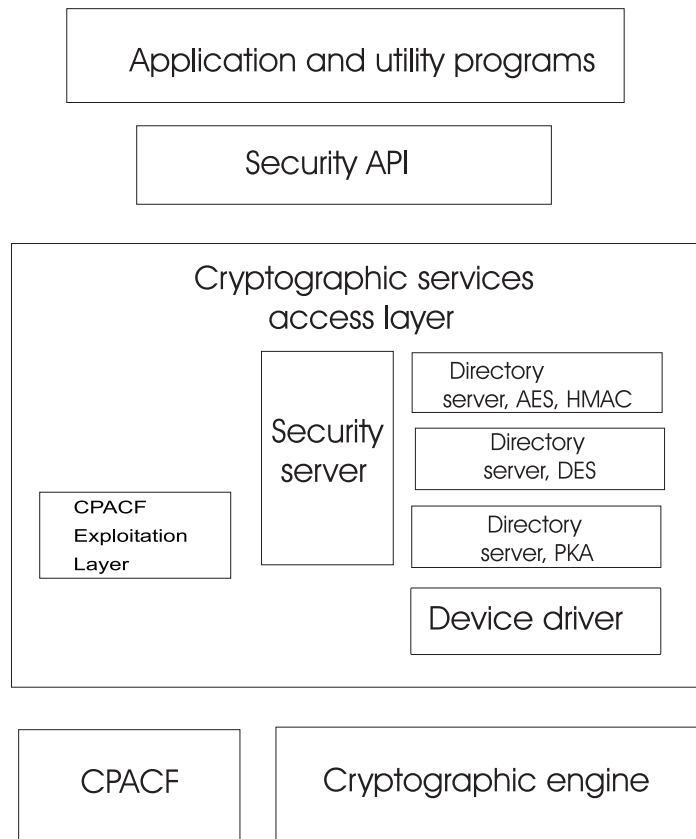 Application and utility programs
Security API
Cryptographic services
access layer
Security
server
Directory
server, AES, HMAC
Directory
server, DES
Directory
server, PKA
Device driver
CPACF
Exploitation
Layer
CPACF
Cryptographic engine